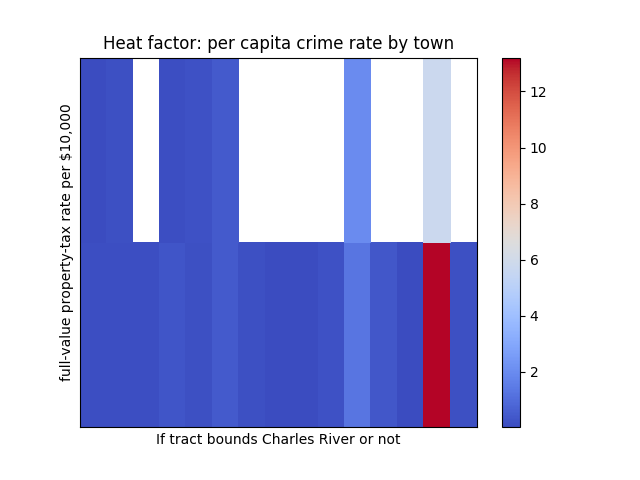 Heat factor: per capita crime rate by town
full-value property-tax rate per $10,000
If tract bounds Charles River or not
12
10
8
6
4
2